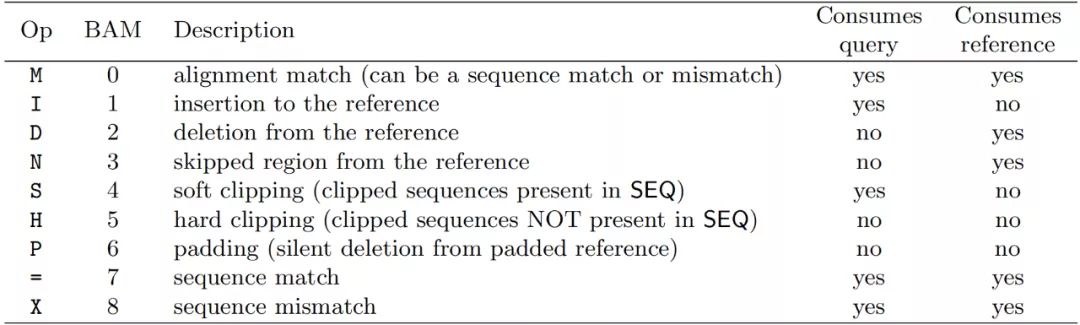 Op BAM Description Consumes query Consumes reference
M 0 alignment match (can be a sequence match or mismatch) yes yes
I 1 insertion to the reference yes no
D 2 deletion from the reference no yes
N 3 skipped region from the reference no yes
S 4 soft clipping (clipped sequences present in SEQ) yes no
H 5 hard clipping (clipped sequences NOT present in SEQ) no no
P 6 padding (silent deletion from padded reference) no no
= 7 sequence match yes yes
X 8 sequence mismatch yes yes